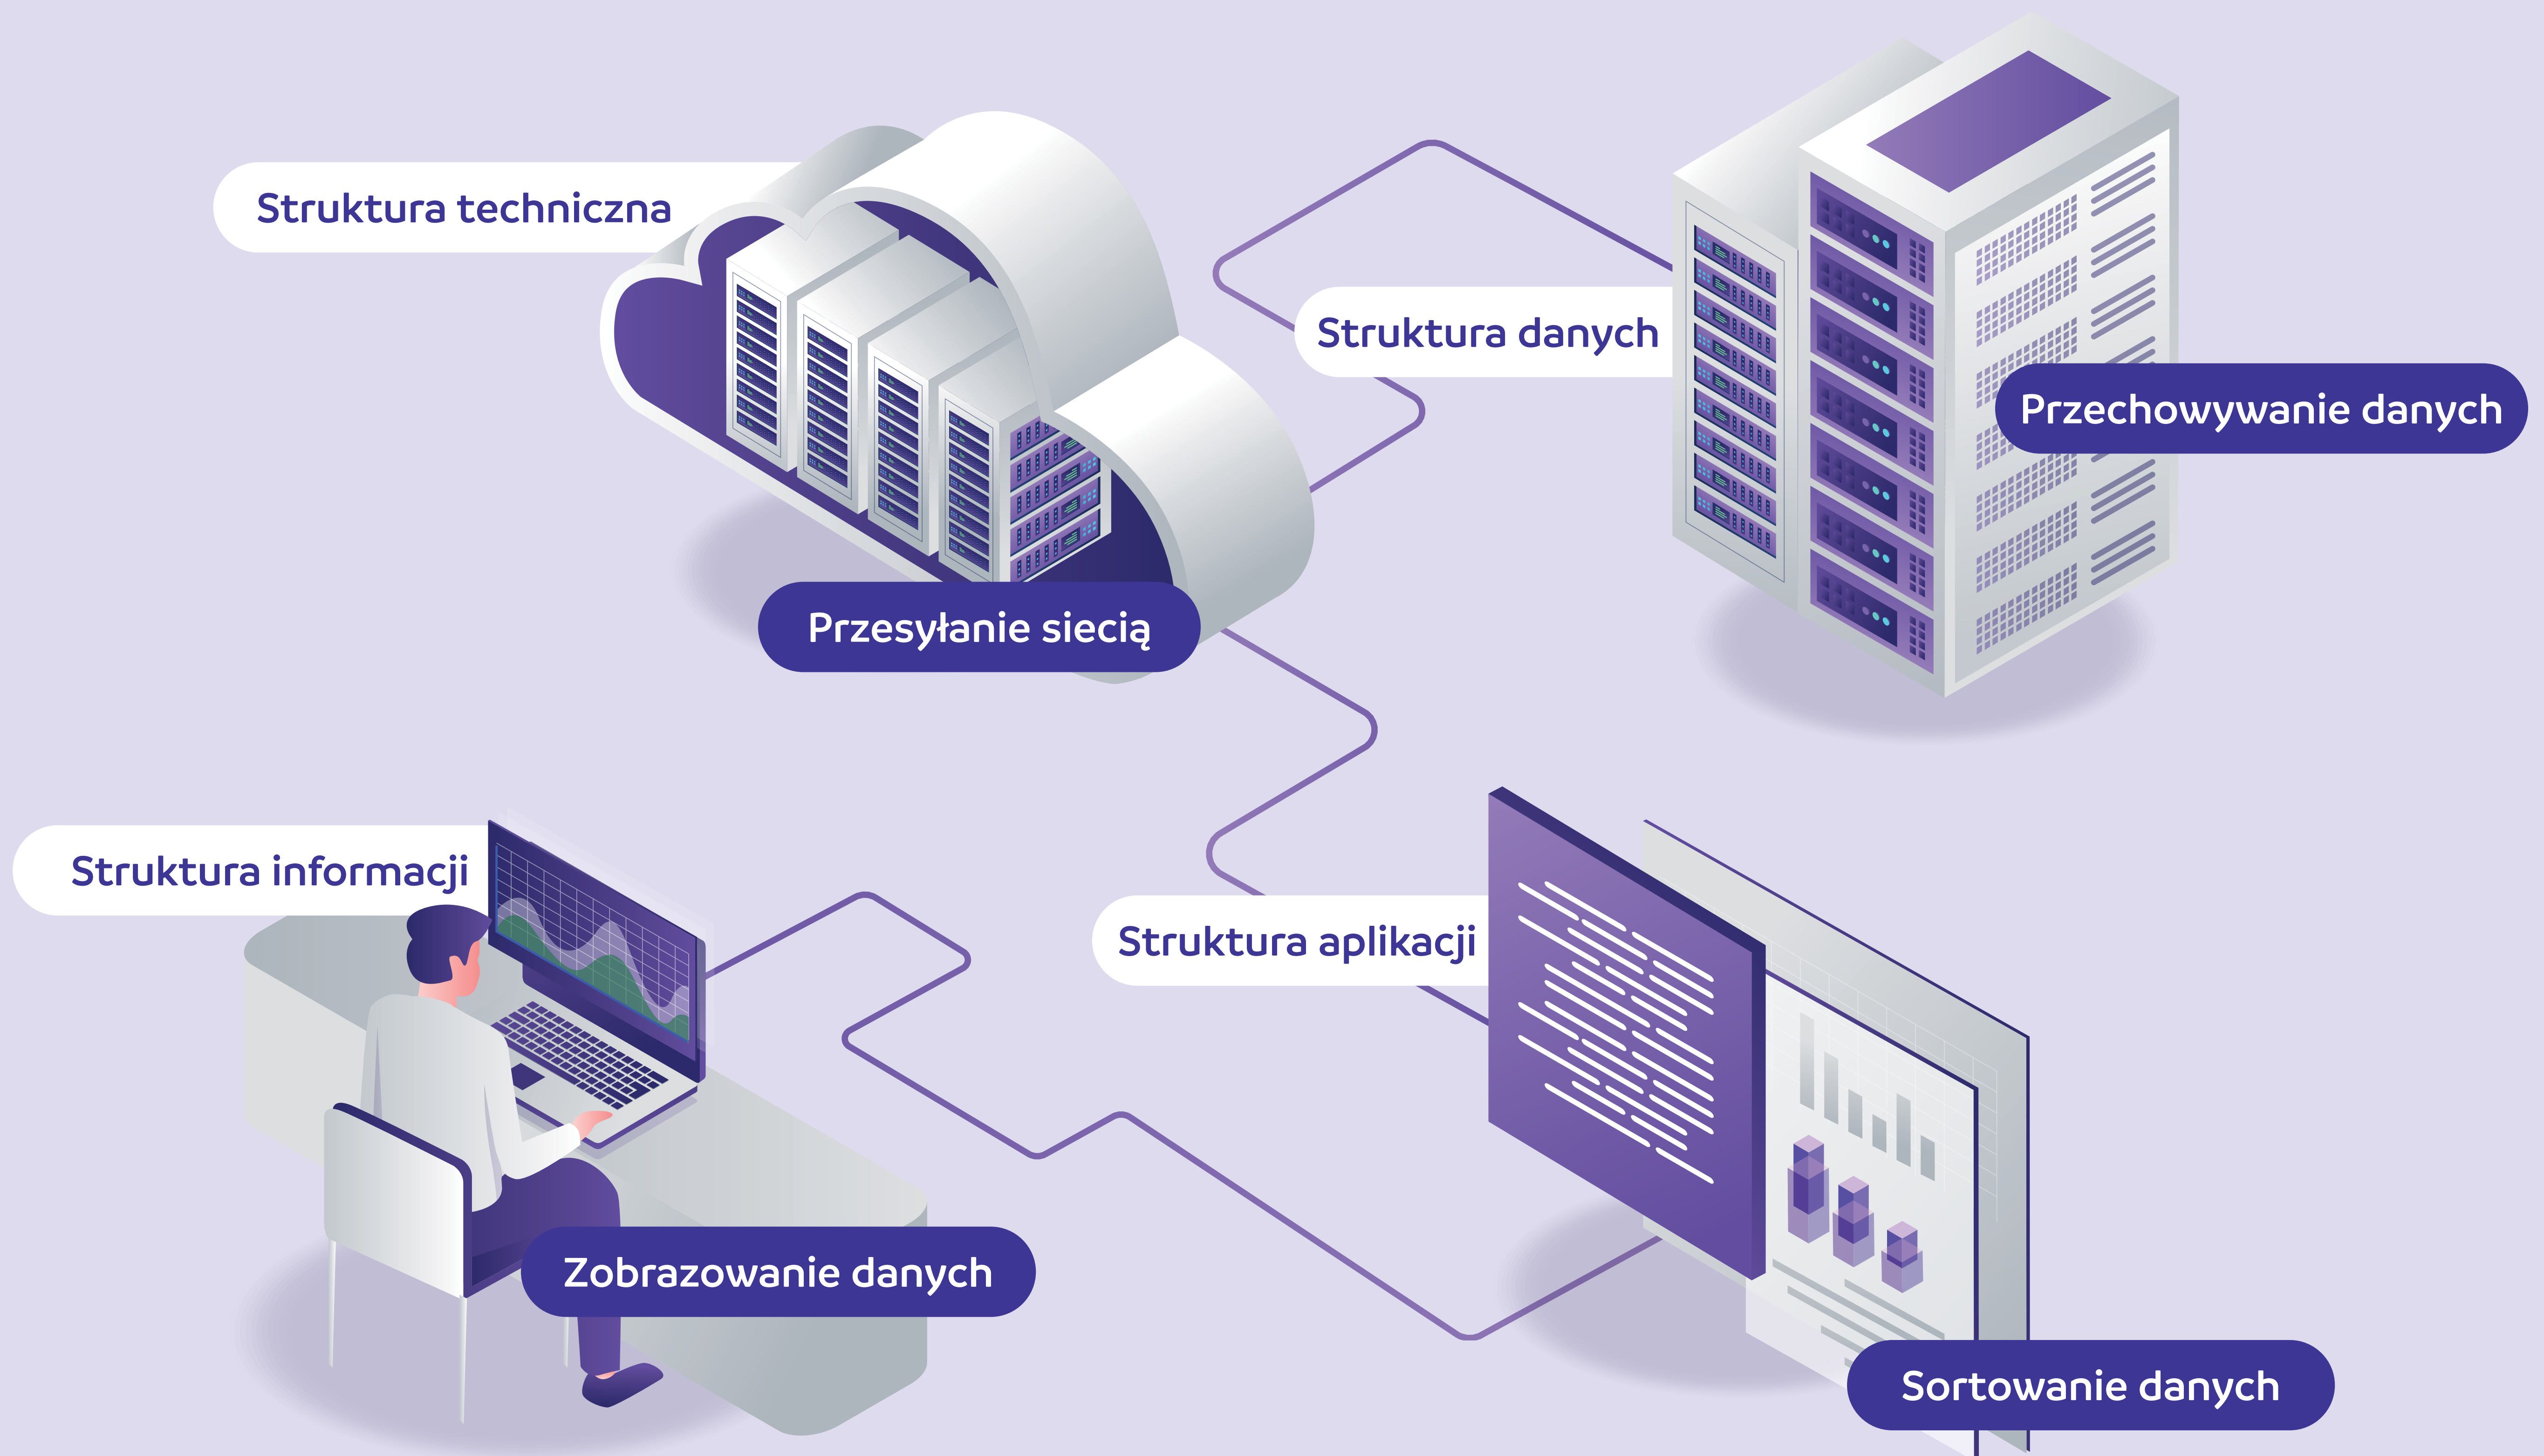 Struktura techniczna
Przesyłanie siecią
Struktura danych
Przechowywanie danych
Struktura informacji
Zobrazowanie danych
Struktura aplikacji
Sortowanie danych